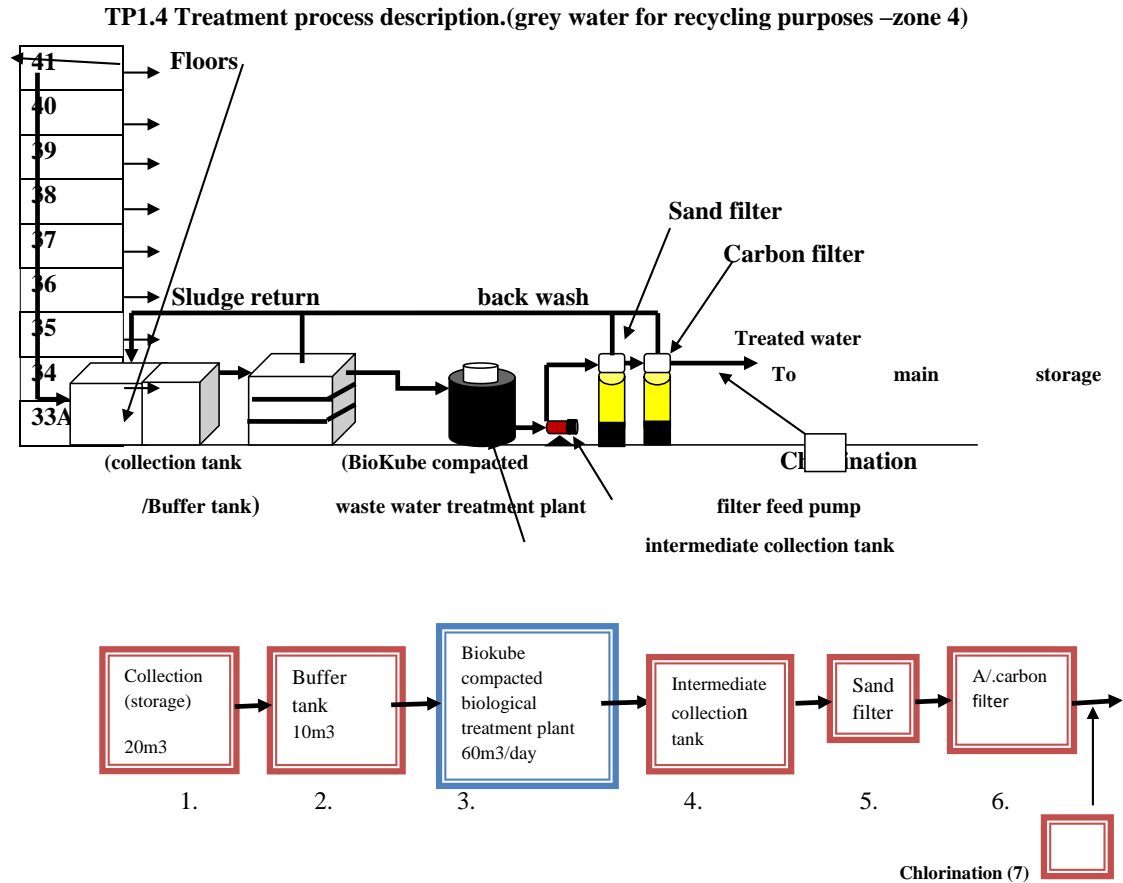 TP1.4 Treatment process description.(grey water for recycling purposes –zone 4)
41
Floors
40
39
38
37
36
35
34
33A
Sand filter
Carbon filter
Sludge return
back wash
Treated water
To main storage
(collection tank
/Buffer tank)
(BioKube compacted
waste water treatment plant
filter feed pump
intermediate collection tank
Collection
(storage)
20m3
Buffer
tank
10m3
Biokube
compacted
biological
treatment plant
60m3/day
Intermediate
collection
tank
Sand
filter
A/.carbon
filter
1.
2.
3.
4.
5.
6.
Chlorination (7)